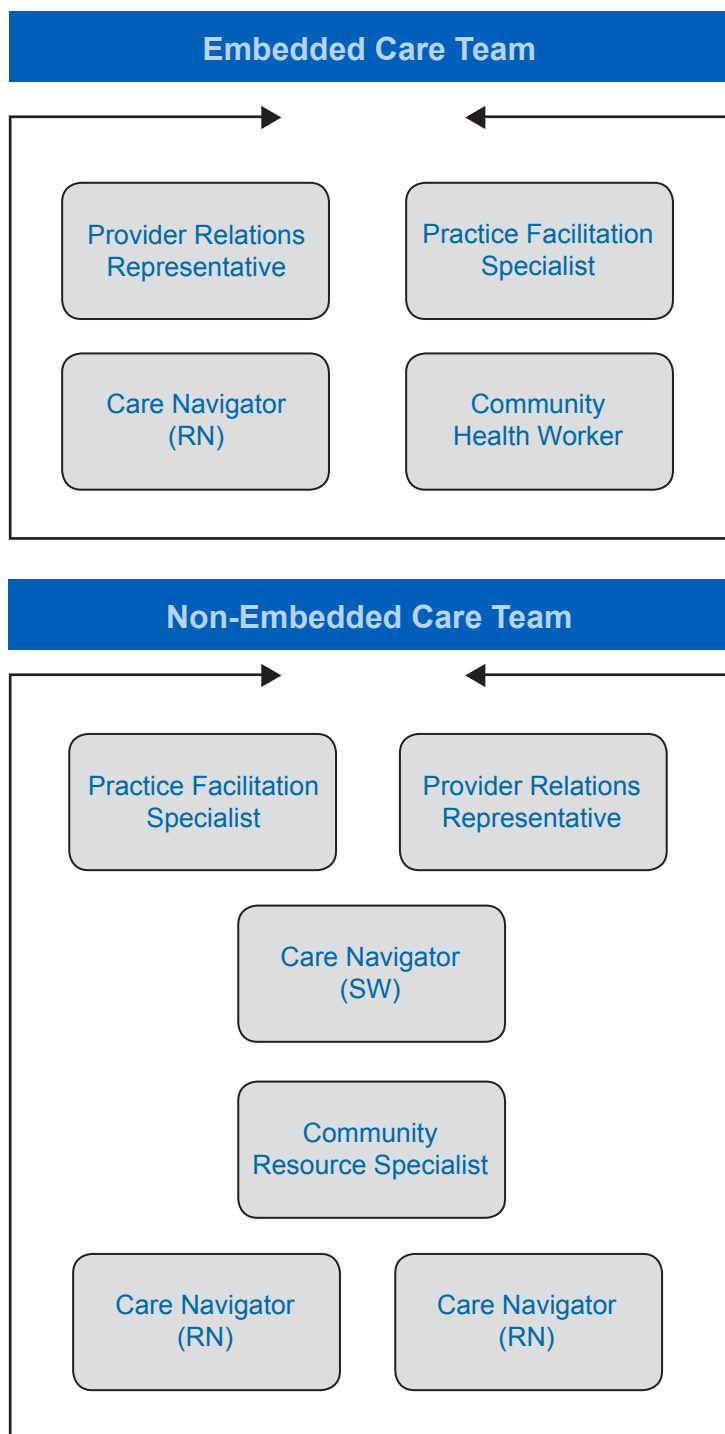 Embedded Care Team
Provider Relations
Representative
Practice Facilitation
Specialist
Care Navigator
(RN)
Community
Health Worker
Non-Embedded Care Team
Practice Facilitation
Specialist
Provider Relations
Representative
Care Navigator
(SW)
Community
Resource Specialist
Care Navigator
(RN)
Care Navigator
(RN)